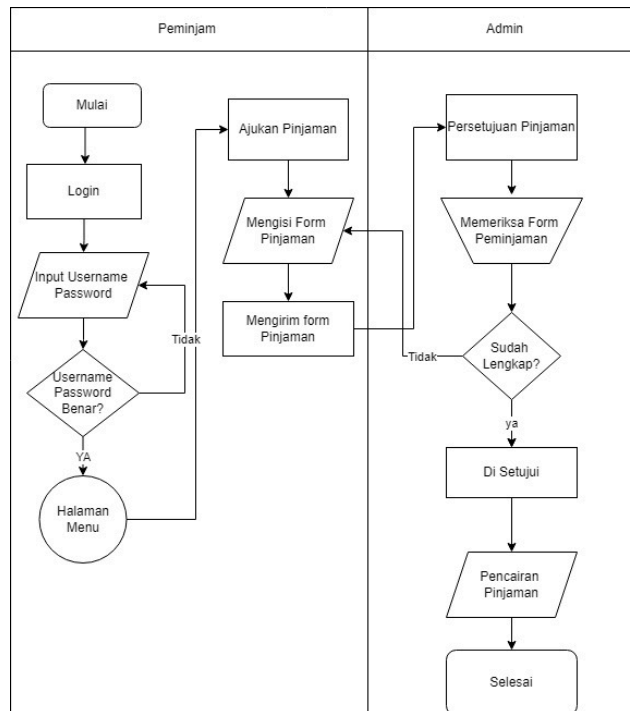 Peminjam
Admin
Mulai
Login
Input Username
Password
Tidak
Username
Password
Benar?
YA
Halaman
Menu
Ajukan Pinjaman
Mengisi Form
Pinjaman
Mengirim form
Pinjaman
Persetujuan Pinjaman
Memeriksa Form
Peminjaman
Sudah
Lengkap?
Tidak
ya
Di Setujui
Pencairan
Pinjaman
Selesai